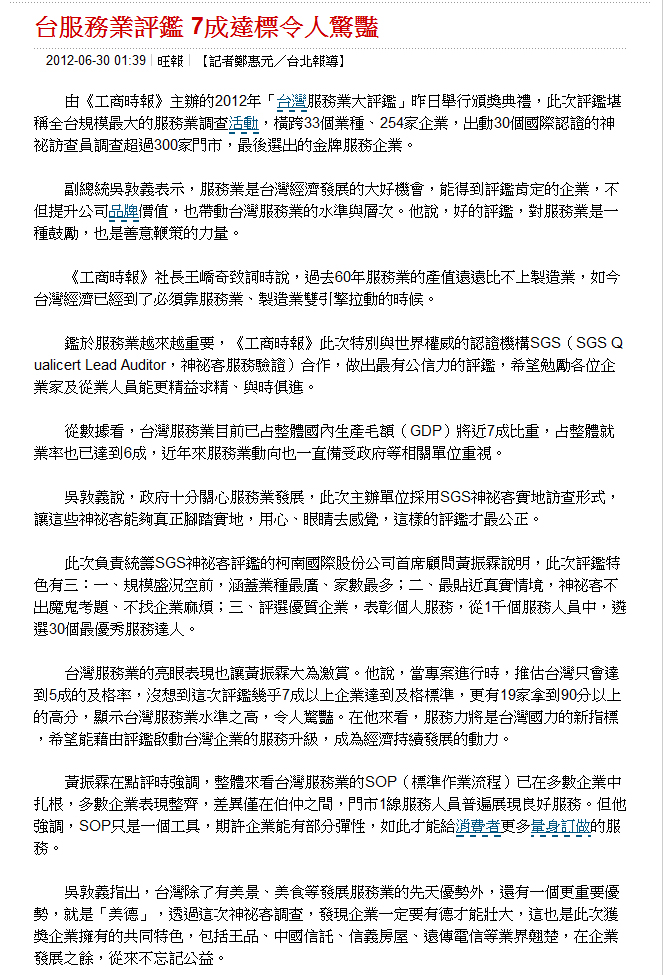 台服務業評鑑 7成達標令人驚豔
2012-06-30 01:39 旺報 【記者鄭惠元／台北報導】
由《工商時報》主辦的2012年「台灣服務業大評鑑」昨日舉行頒獎典禮，此次評鑑堪
稱全台規模最大的服務業調查活動，橫跨33個業種、254家企業，出動30個國際認證的神
祕訪查員調查超過300家門市，最後選出的金牌服務企業。
副總統吳敦義表示，服務業是台灣經濟發展的大好機會，能得到評鑑肯定的企業，不
但提升公司品牌價值，也帶動台灣服務業的水準與層次。他說，好的評鑑，對服務業是一
種鼓勵，也是善意鞭策的力量。
《工商時報》社長王嶠奇致詞時說，過去60年服務業的產值遠遠比不上製造業，如今
台灣經濟已經到了必須靠服務業、製造業雙引擎拉動的時候。
鑑於服務業越來越重要，《工商時報》此次特別與世界權威的認證機構SGS（SGS Q
ualicert Lead Auditor，神祕客服務驗證）合作，做出最有公信力的評鑑，希望勉勵各位企
業家及從業人員能更精益求精、與時俱進。
從數據看，台灣服務業目前已占整體國內生產毛額（GDP）將近7成比重，占整體就
業率也已達到6成，近年來服務業動向也一直備受政府等相關單位重視。
吳敦義說，政府十分關心服務業發展，此次主辦單位採用SGS神祕客實地訪查形式，
讓這些神祕客能夠真正腳踏實地，用心、眼睛去感覺，這樣的評鑑才最公正。
此次負責統籌SGS神祕客評鑑的柯南國際股份公司首席顧問黃振霖說明，此次評鑑特
色有三：一、規模盛況空前，涵蓋業種最廣、家數最多；二、最貼近真實情境，神祕客不
出魔鬼考題、不找企業麻煩；三、評選優質企業，表彰個人服務，從1千個服務人員中，遴
選30個最優秀服務達人。
台灣服務業的亮眼表現也讓黃振霖大為激賞。他說，當專案進行時，推估台灣只會達
到5成的及格率，沒想到這次評鑑幾乎7成以上企業達到及格標準，更有19家拿到90分以上
的高分，顯示台灣服務業水準之高，令人驚豔。在他來看，服務力將是台灣國力的新指標
，希望能藉由評鑑啟動台灣企業的服務升級，成為經濟持續發展的動力。
黃振霖在點評時強調，整體來看台灣服務業的SOP（標準作業流程）已在多數企業中
扎根，多數企業表現整齊，差異僅在伯仲之間，門市1線服務人員普遍展現良好服務。但他
強調，SOP只是一個工具，期許企業能有部分彈性，如此才能給消費者更多量身訂做的服
務。
吳敦義指出，台灣除了有美景、美食等發展服務業的先天優勢外，還有一個更重要優
勢，就是「美德」，透過這次神祕客調查，發現企業一定要有德才能壯大，這也是此次獲
獎企業擁有的共同特色，包括王品、中國信託、信義房屋、遠傳電信等業界翹楚，在企業
發展之餘，從來不忘記公益。